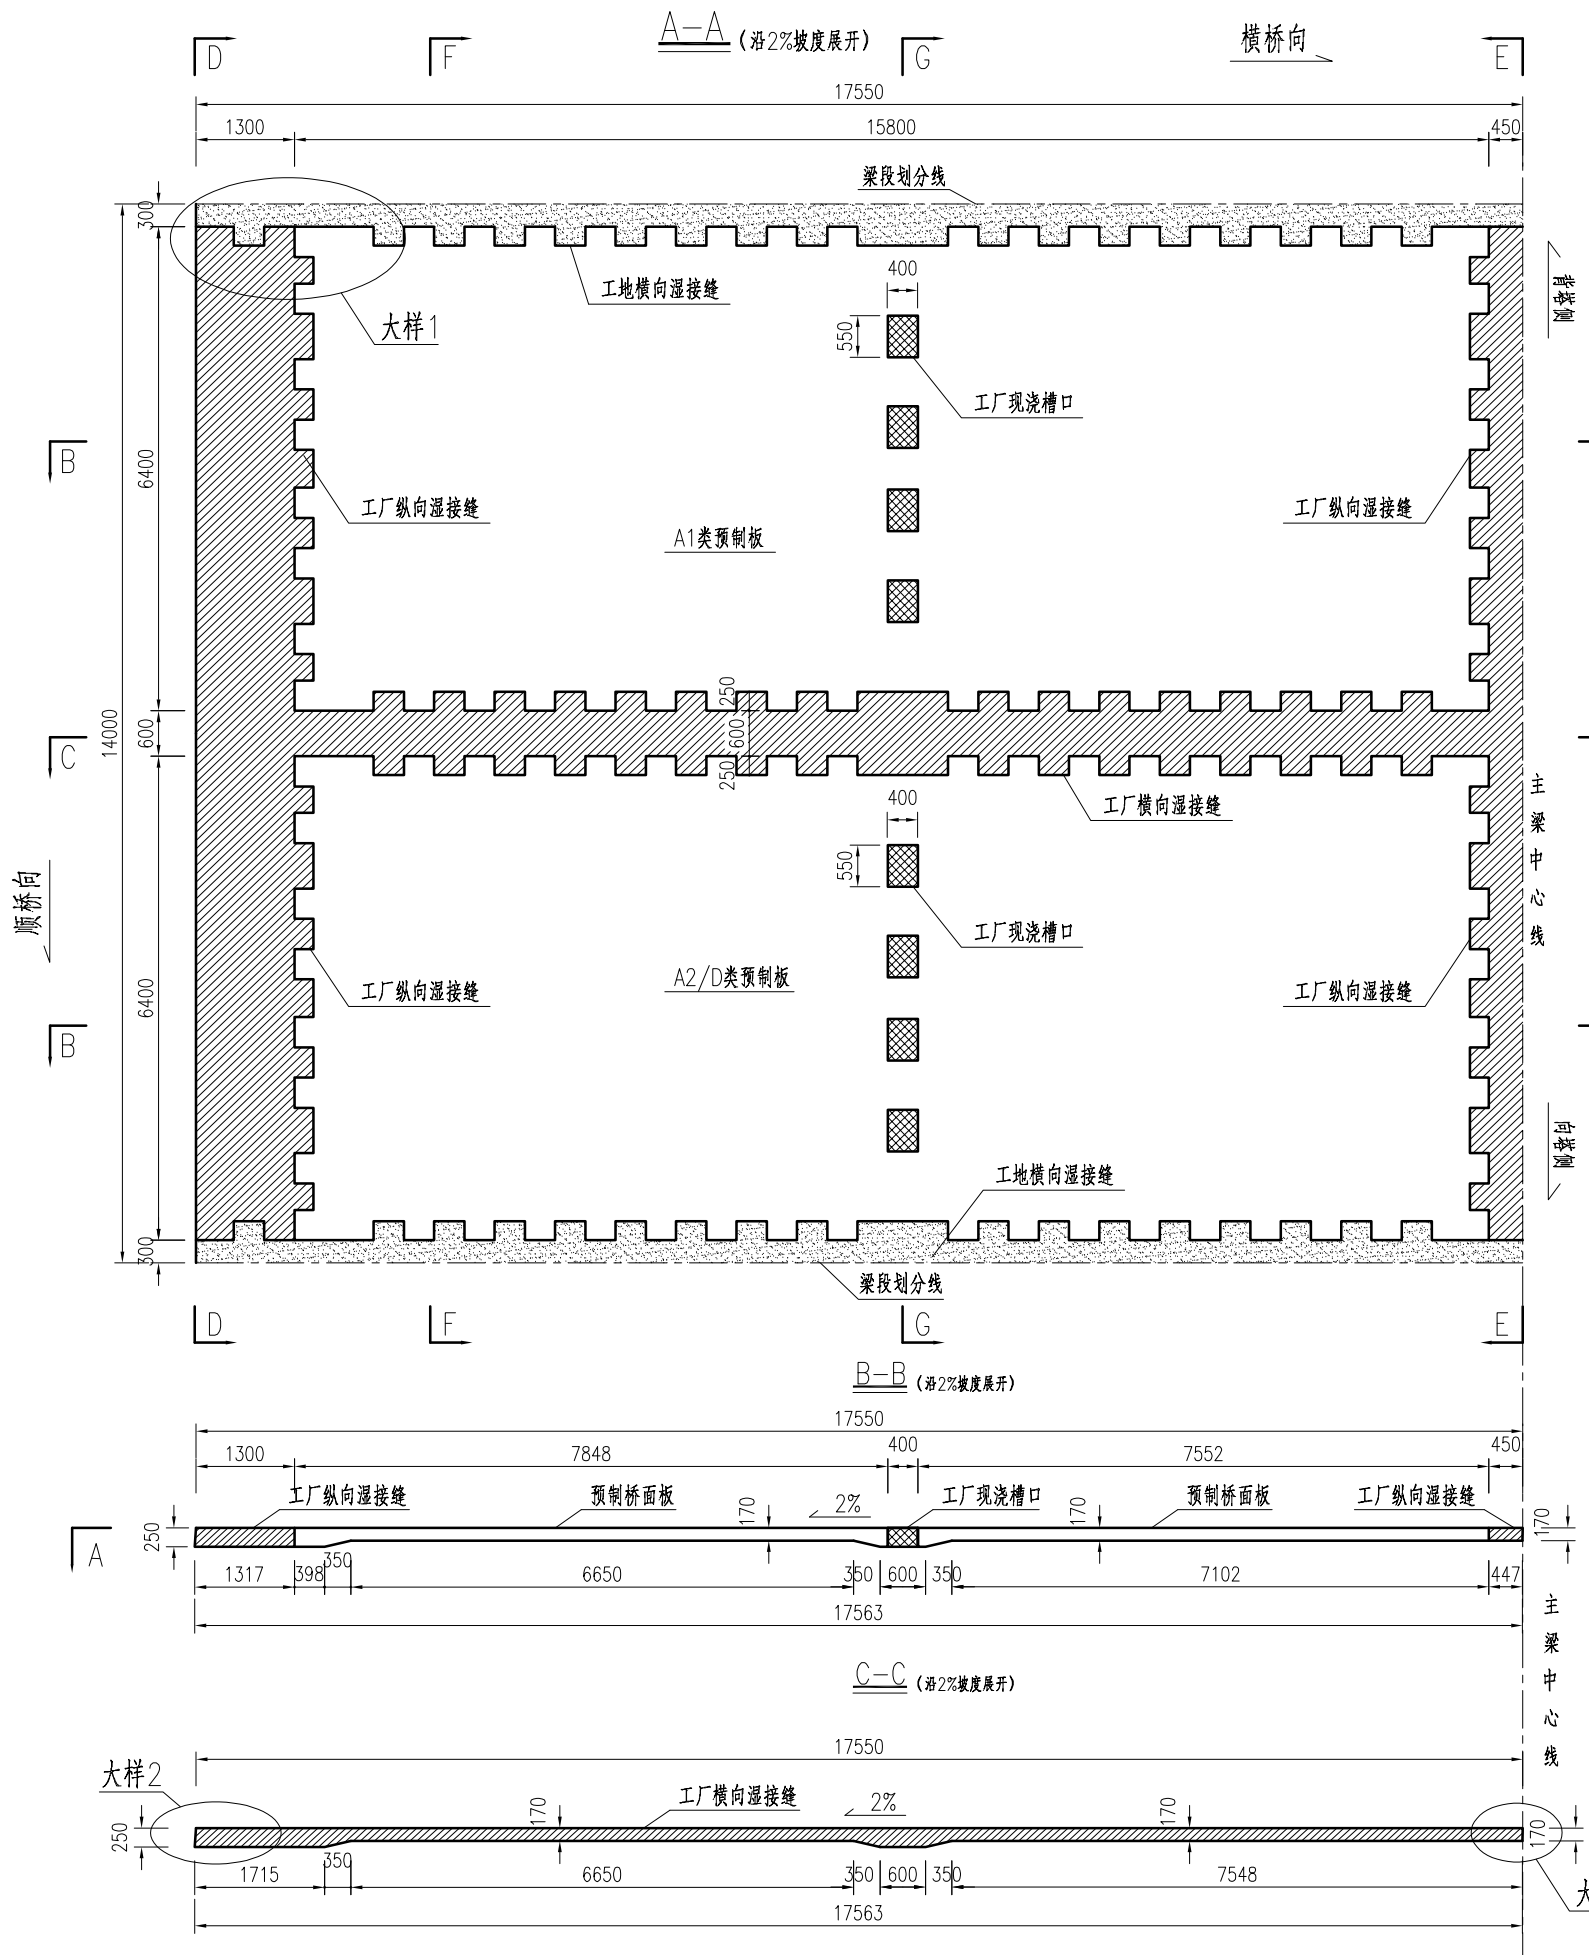 A-A (沿2%坡度展开)
横桥向
D
F
G
E
17550
1300
15800
450
梁段划分线
300
400
工地横向湿接缝
背塔侧
大样1
550
工厂现浇槽口
B
6400
工厂纵向湿接缝
工厂纵向湿接缝
A1类预制板
14000
600
C
250
600
250
400
工厂横向湿接缝
主梁中心线
550
顺桥向
工厂现浇槽口
6400
A2/D类预制板
工厂纵向湿接缝
工厂纵向湿接缝
B
向塔侧
工地横向湿接缝
300
梁段划分线
D
F
G
E
B-B (沿2%坡度展开)
17550
1300
7848
400
7552
450
工厂纵向湿接缝
预制桥面板
170
2%
工厂现浇槽口
170
预制桥面板
工厂纵向湿接缝
170
A
250
1317
398
350
6650
350
600
350
7102
447
17563
主梁中心线
C-C (沿2%坡度展开)
17550
大样2
250
170
工厂横向湿接缝
2%
170
170
1715
350
6650
350
600
350
7548
17563